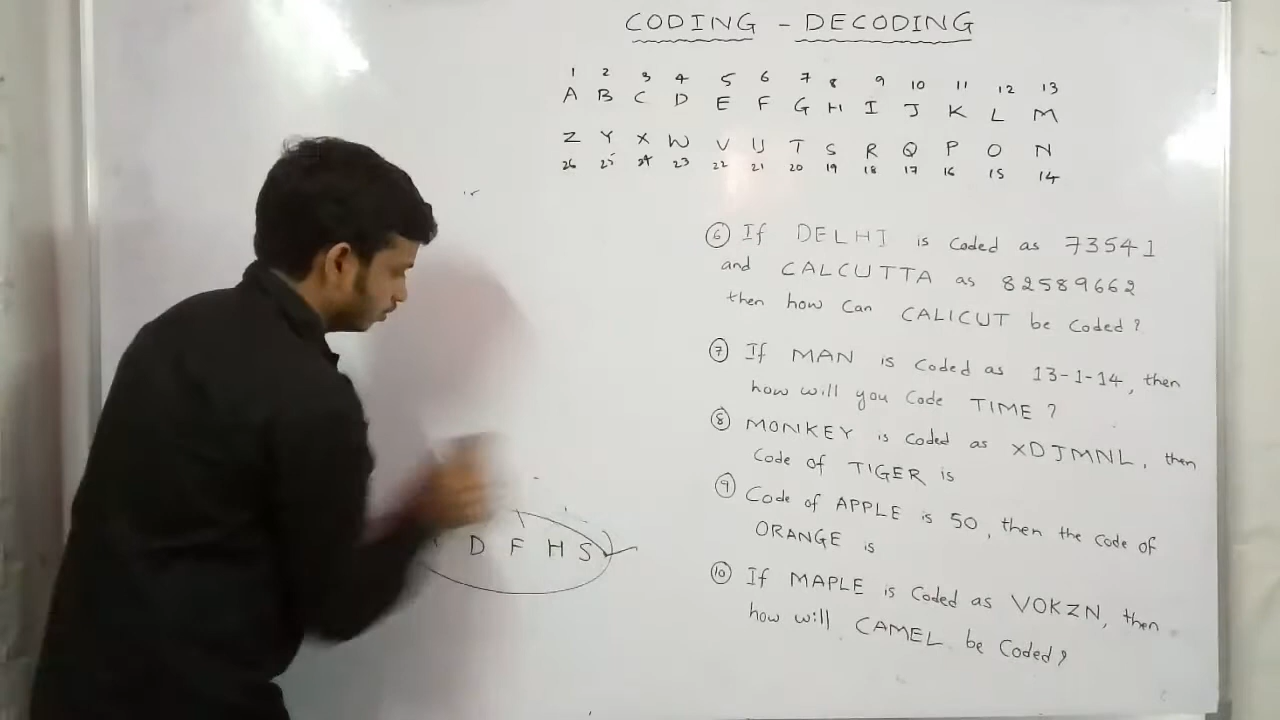 CODING - DECODING
1 2 3 4 5 6 7 8 9 10 11 12 13
A B C D E F G H I J K L M
Z Y X W V U T S R Q P O N
26 25 24 23 22 21 20 19 18 17 16 15 14
6 If DELHI is coded as 73541
and CALCUTTA as 82589662
then how can CALICUT be coded?
7 If MAN is coded as 13-1-14, then
how will you code TIME?
8 MONKEY is coded as XDJMNL, then
Code of TIGER is
9 Code of APPLE is 50, then the code of
ORANGE is
10 If MAPLE is coded as VOKZN, then
how will CAMEL be coded?
D F H S